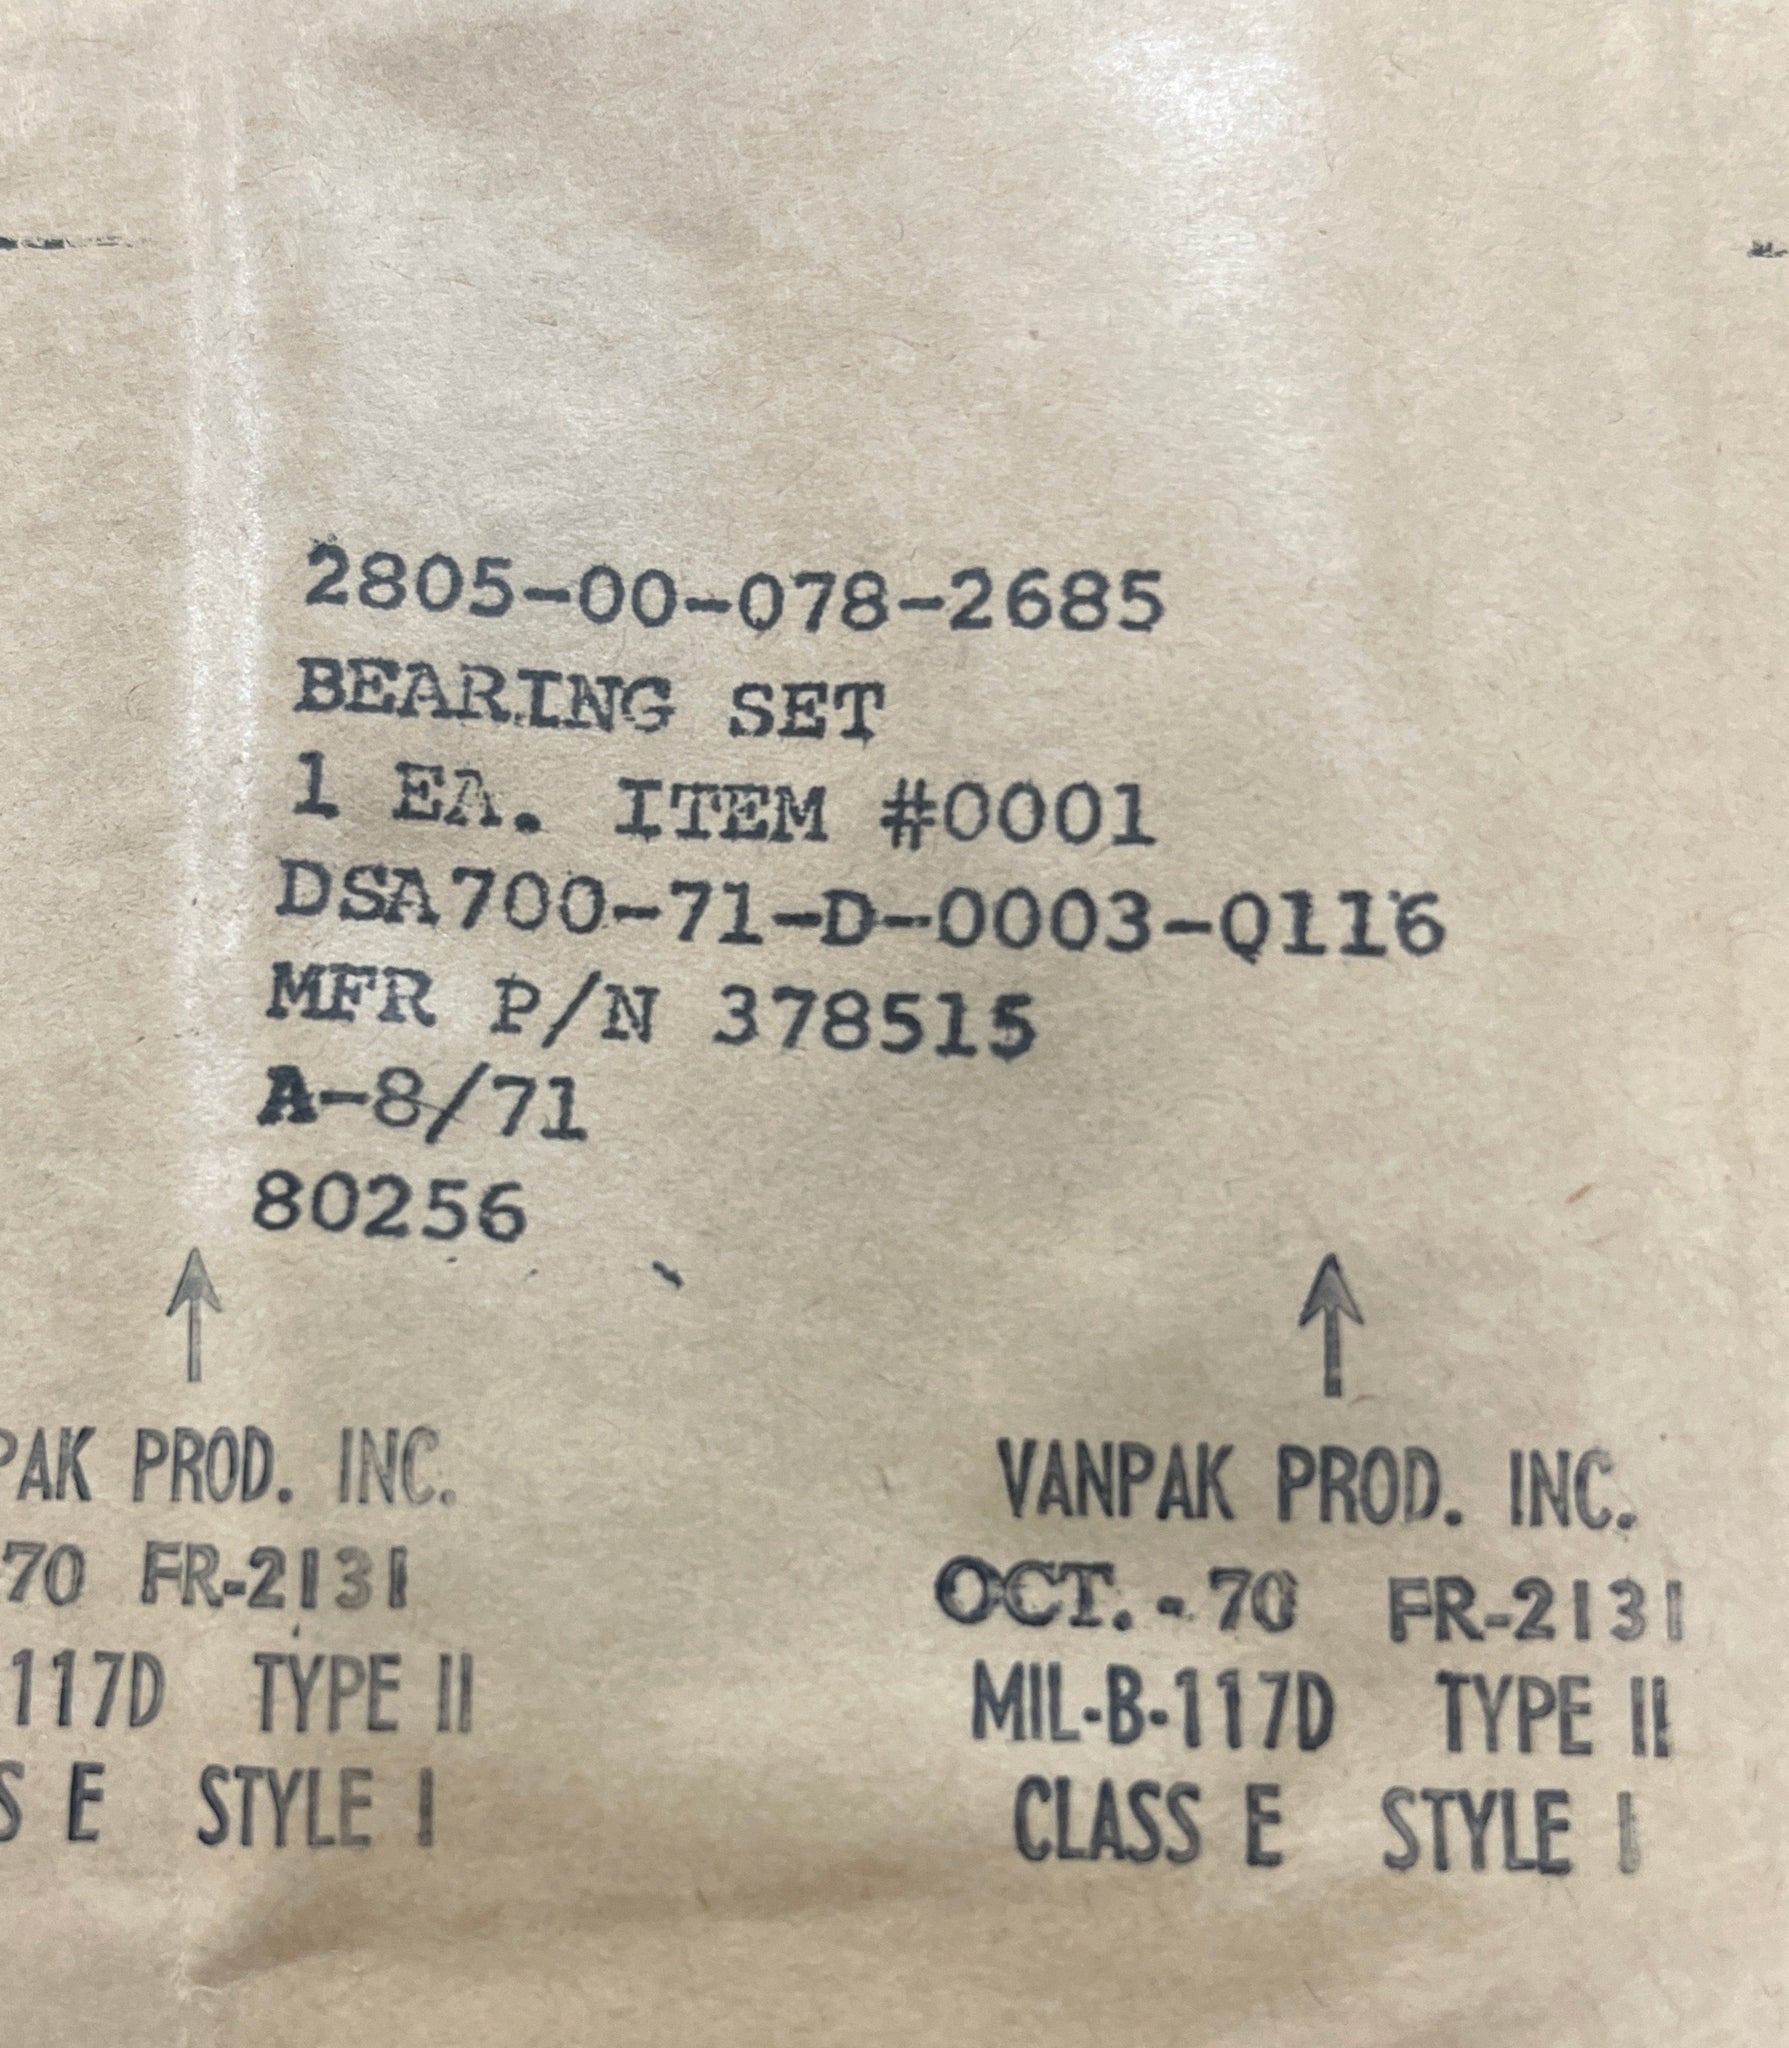 2805-00-078-2685
BEARING SET
1 EA. ITEM #0001
DSA700-71-D-0003-Q116
MFR P/N 378515
A-8/71
80256
PAK PROD. INC.
70 FR-2131
117D TYPE II
S E STYLE I
VANPAK PROD. INC.
OCT.-70 FR-2131
MIL-B-117D TYPE II
CLASS E STYLE I